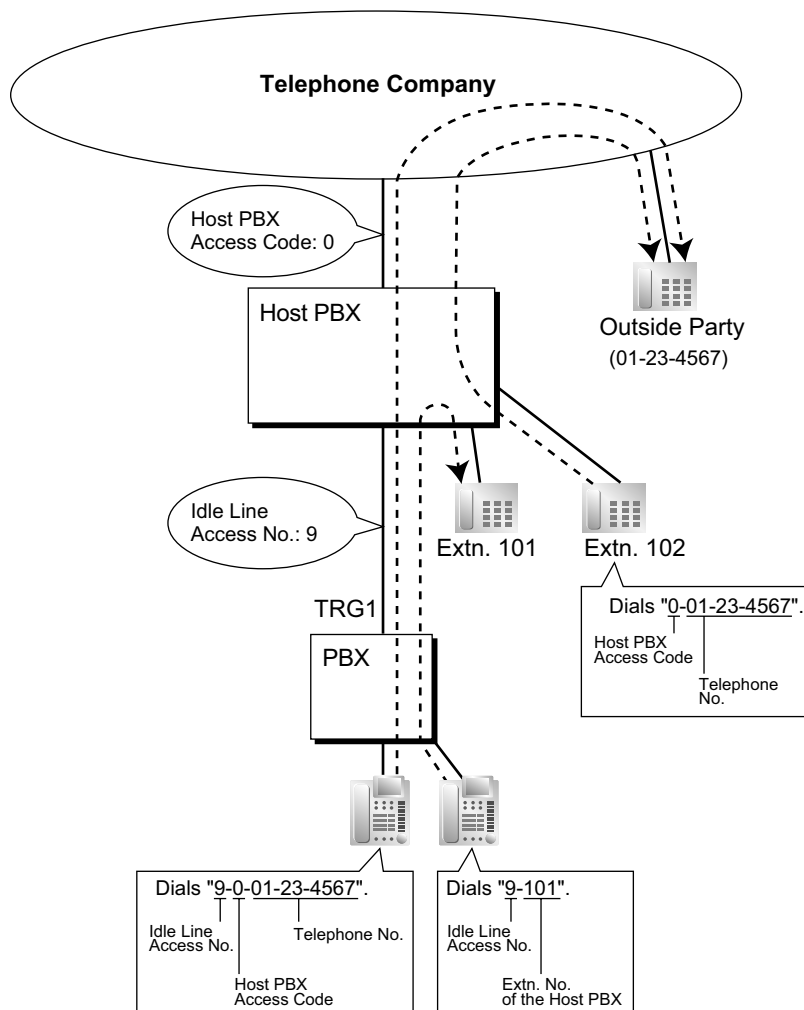 Telephone Company
Host PBX
Access Code: 0
Host PBX
Outside Party
(01-23-4567)
Idle Line
Access No.: 9
Extn. 101
Extn. 102
Dials "0-01-23-4567".
Host PBX
Access Code
Telephone
No.
TRG1
PBX
Dials "9-0-01-23-4567".
Idle Line
Access No.
Telephone No.
Host PBX
Access Code
Dials "9-101".
Idle Line
Access No.
Extn. No.
of the Host PBX